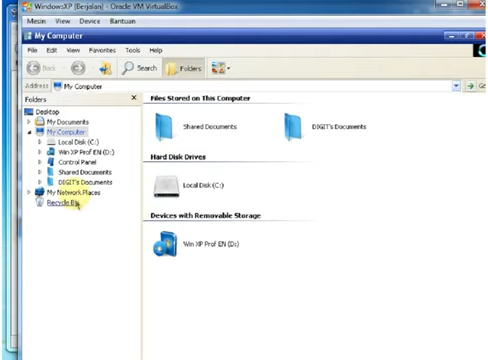 WindowsXP [Berjalan] - Oracle VM VirtualBox
Mesin View Device Bantuan
My Computer
File Edit View Favorites Tools Help
Back Search Folders
Address My Computer
Folders
Desktop
My Documents
My Computer
Local Disk (C:)
Win XP Prof EN (D:)
Control Panel
Shared Documents
DIGIT's Documents
My Network Places
Recycle
Files Stored on This Computer
Shared Documents DIGIT's Documents
Hard Disk Drives
Local Disk (C:)
Devices with Removable Storage
Win XP Prof EN (D:)